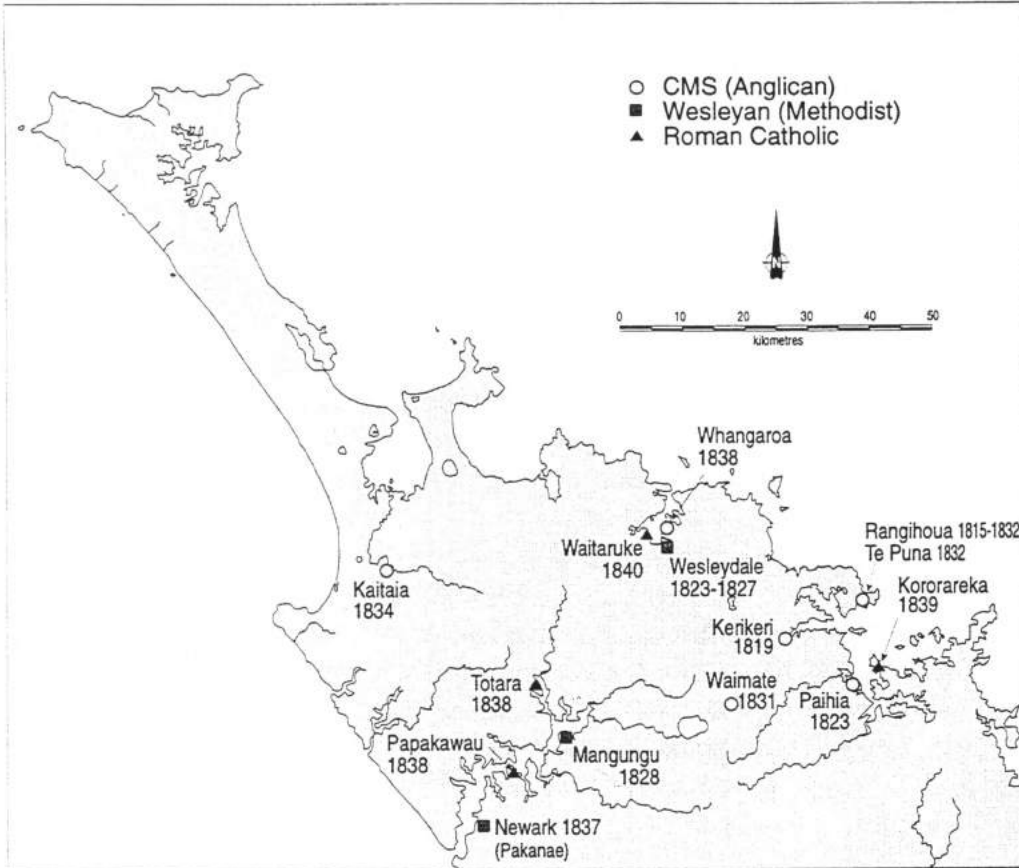 CMS (Anglican)
Wesleyan (Methodist)
Roman Catholic
N
0 10 20 30 40 50
kilometres
Whangaroa
1838
Waitaruke
1840
Wesleydale
1823-1827
Rangihoua 1815-1832
Te Puna 1832
Kororareka
1839
Kaitaia
1834
Kerikeri
1819
Totara
1838
Waimate
1831
Paihia
1823
Papakawau
1838
Mangungu
1828
Newark 1837
(Pakanae)